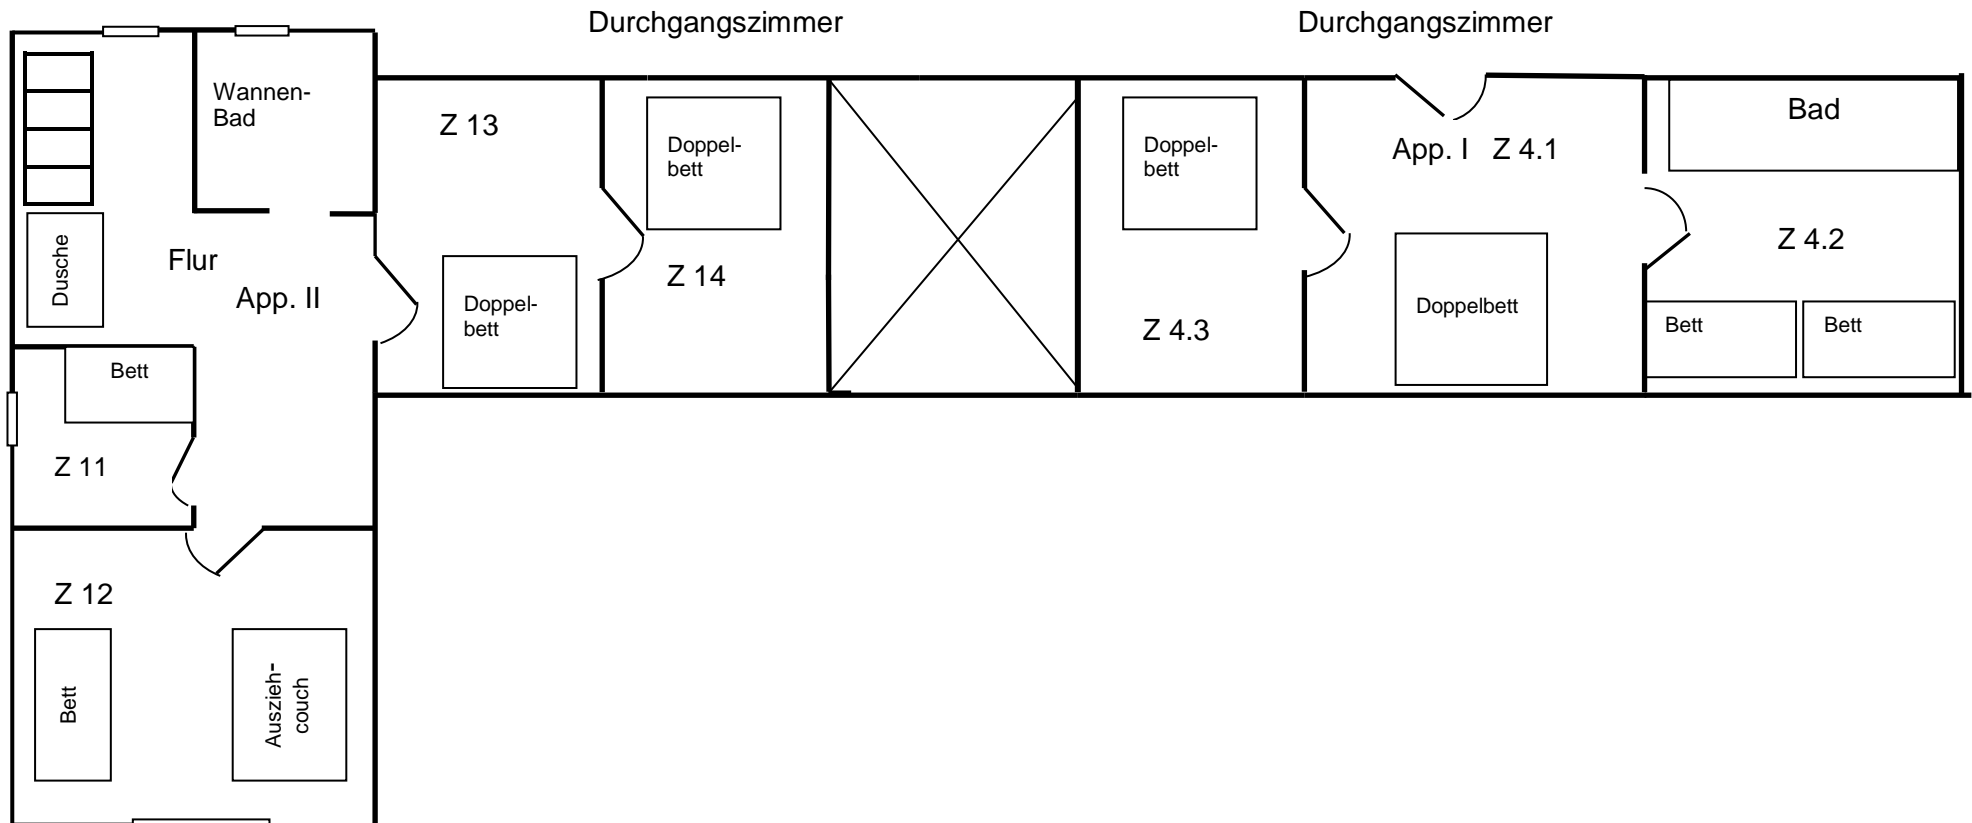 Durchgangszimmer
Durchgangszimmer
Wannen-
Bad
Z 13
Doppel-
bett
Doppel-
bett
App. I Z 4.1
Bad
Dusche
Flur
App. II
Doppel-
bett
Z 14
Z 4.3
Doppelbett
Z 4.2
Bett
Bett
Bett
Z 11
Z 12
Bett
Auszieh-
couch